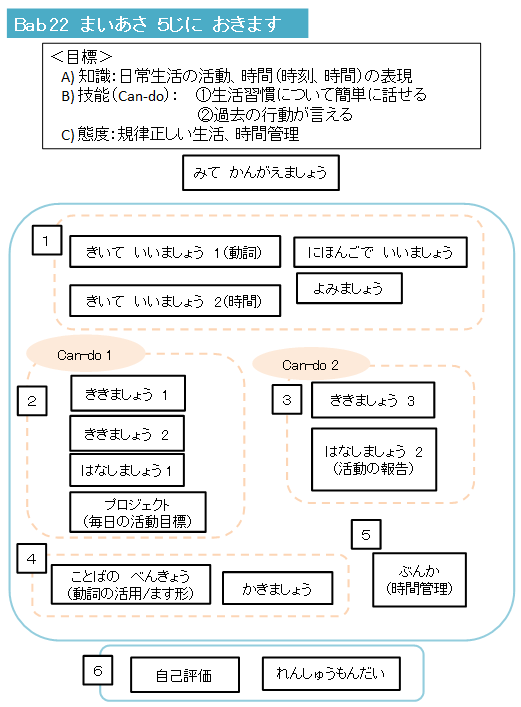 Bab 22 まいあさ 5じに おきます
＜目標＞
A) 知識：日常生活の活動、時間（時刻、時間）の表現
B) 技能（Can-do）： ①生活習慣について簡単に話せる
②過去の行動が言える
C) 態度：規律正しい生活、時間管理
みて かんがえましょう
1
きいて いいましょう 1（動詞）
にほんごで いいましょう
きいて いいましょう 2（時間）
よみましょう
Can-do 1
2
ききましょう 1
ききましょう 2
はなしましょう1
プロジェクト
（毎日の活動目標）
Can-do 2
3
ききましょう 3
はなしましょう 2
（活動の報告）
4
ことばの べんきょう
（動詞の活用/ます形）
かきましょう
5
ぶんか
（時間管理）
6
自己評価
れんしゅうもんだい